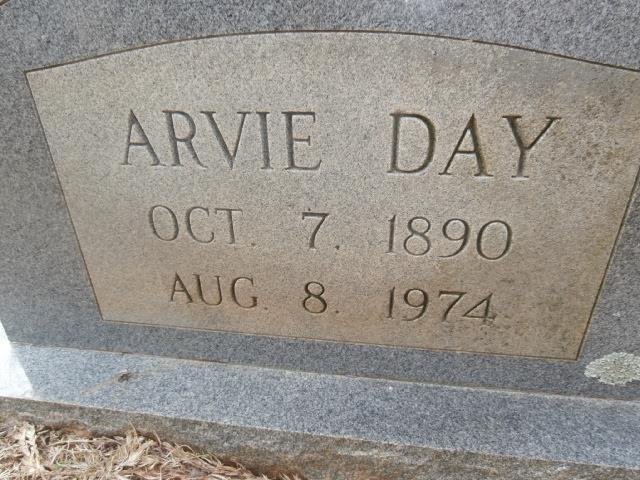 ARVIE DAY
OCT. 7. 1890
AUG. 8. 1974